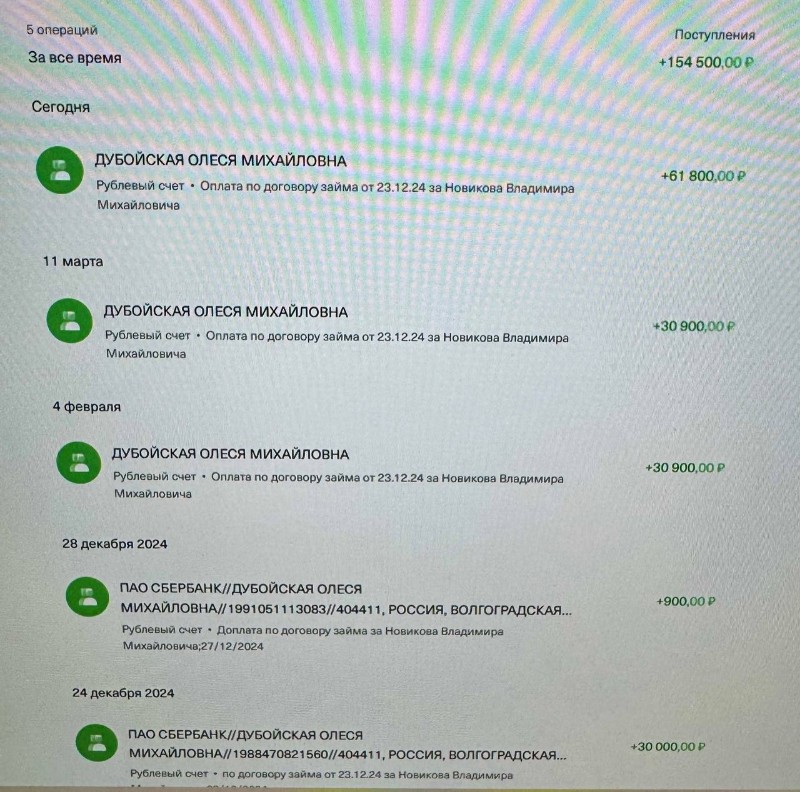 5 операций
Поступления
За все время
+154 500,00 ₽
Сегодня
ДУБОЙСКАЯ ОЛЕСЯ МИХАЙЛОВНА
+61 800,00 ₽
Рублевый счет • Оплата по договору займа от 23.12.24 за Новикова Владимира
Михайловича
11 марта
ДУБОЙСКАЯ ОЛЕСЯ МИХАЙЛОВНА
+30 900,00 ₽
Рублевый счет • Оплата по договору займа от 23.12.24 за Новикова Владимира
Михайловича
4 февраля
ДУБОЙСКАЯ ОЛЕСЯ МИХАЙЛОВНА
+30 900,00 ₽
Рублевый счет • Оплата по договору займа от 23.12.24 за Новикова Владимира
Михайловича
28 декабря 2024
ПАО СБЕРБАНК//ДУБОЙСКАЯ ОЛЕСЯ
МИХАЙЛОВНА//1991051113083//404411, РОССИЯ, ВОЛГОГРАДСКАЯ...
+900,00 ₽
Рублевый счет • Доплата по договору займа за Новикова Владимира
Михайловича;27/12/2024
24 декабря 2024
ПАО СБЕРБАНК//ДУБОЙСКАЯ ОЛЕСЯ
МИХАЙЛОВНА//1988470821560//404411, РОССИЯ, ВОЛГОГРАДСКАЯ...
+30 000,00 ₽
Рублевый счет • по договору займа от 23.12.24 за Новикова Владимира